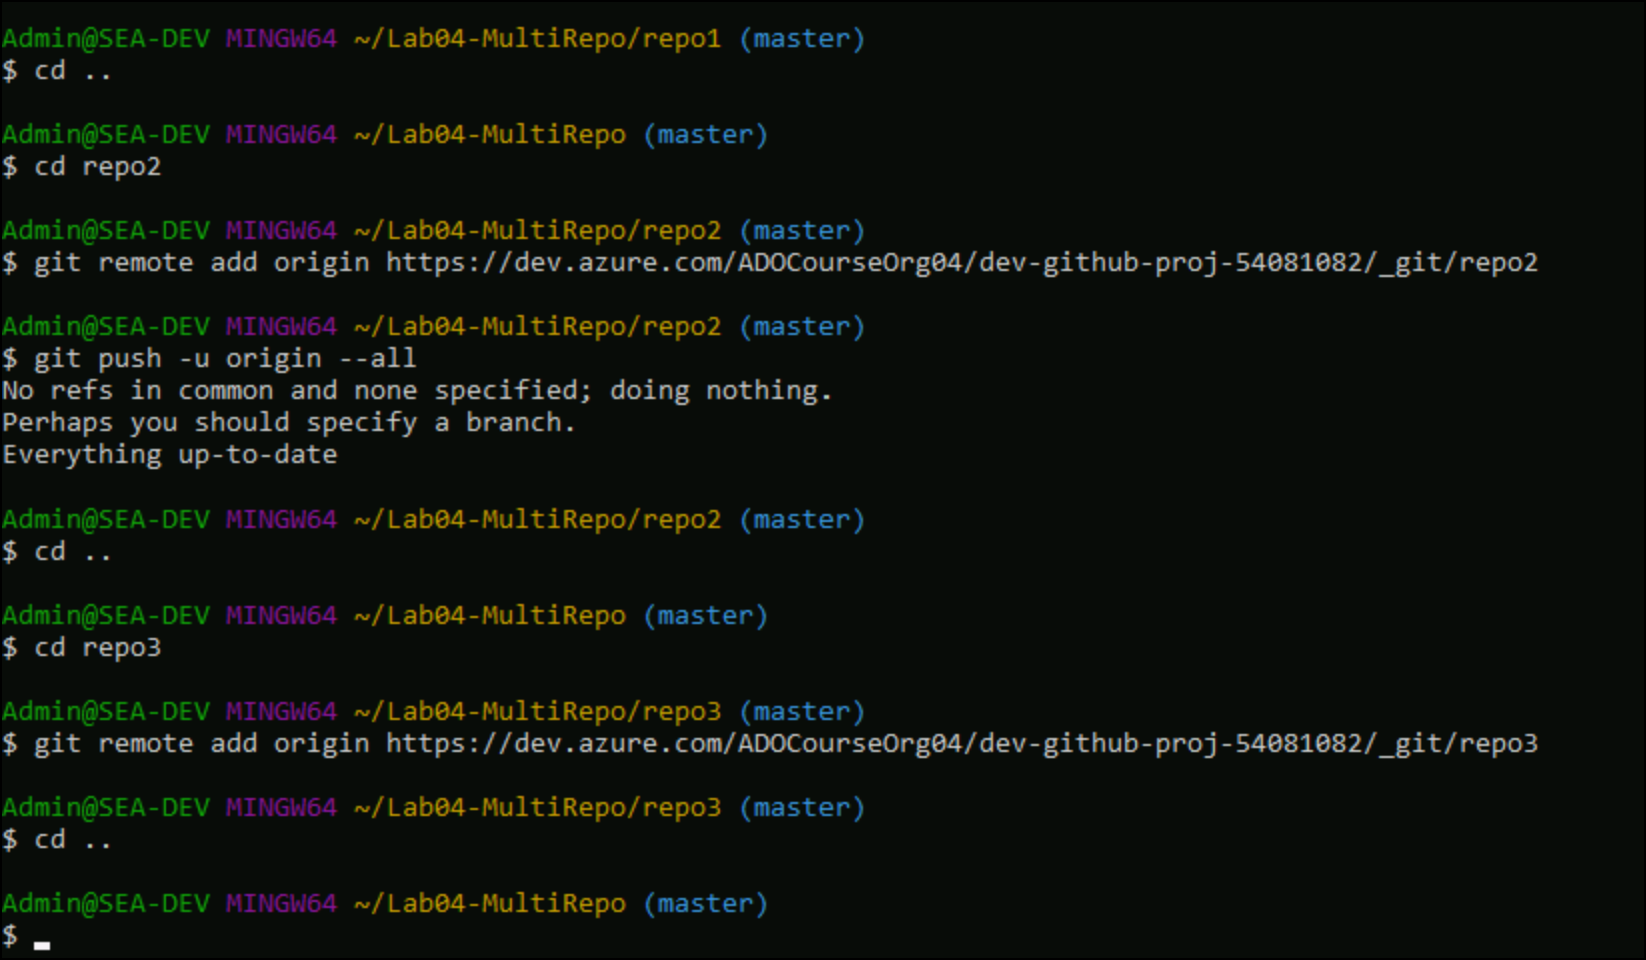 Admin@SEA-DEV MINGW64 ~/Lab04-MultiRepo/repo1 (master)
$ cd ..
Admin@SEA-DEV MINGW64 ~/Lab04-MultiRepo (master)
$ cd repo2
Admin@SEA-DEV MINGW64 ~/Lab04-MultiRepo/repo2 (master)
$ git remote add origin https://dev.azure.com/ADOCourseOrg04/dev-github-proj-54081082/_git/repo2
Admin@SEA-DEV MINGW64 ~/Lab04-MultiRepo/repo2 (master)
$ git push -u origin --all
No refs in common and none specified; doing nothing.
Perhaps you should specify a branch.
Everything up-to-date
Admin@SEA-DEV MINGW64 ~/Lab04-MultiRepo/repo2 (master)
$ cd ..
Admin@SEA-DEV MINGW64 ~/Lab04-MultiRepo (master)
$ cd repo3
Admin@SEA-DEV MINGW64 ~/Lab04-MultiRepo/repo3 (master)
$ git remote add origin https://dev.azure.com/ADOCourseOrg04/dev-github-proj-54081082/_git/repo3
Admin@SEA-DEV MINGW64 ~/Lab04-MultiRepo/repo3 (master)
$ cd ..
Admin@SEA-DEV MINGW64 ~/Lab04-MultiRepo (master)
$